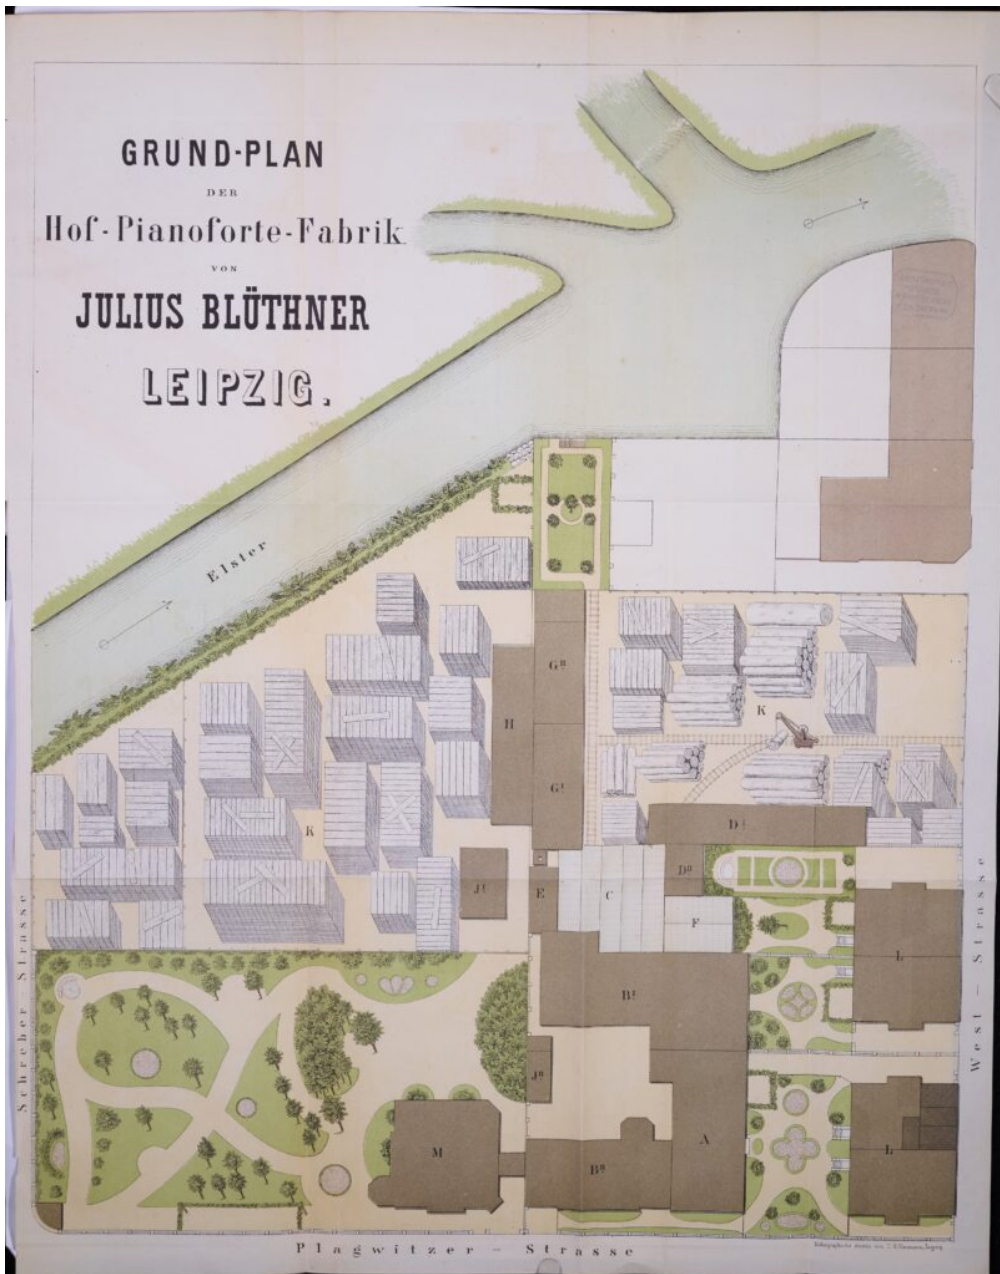 GRUND-PLAN
DER
Hof-Pianoforte-Fabrik
VON
JULIUS BLÜTHNER
LEIPZIG.
Elster
GII
H
K
GI
K
DI
DII
JI
E
C
F
L
BI
JII
M
BII
A
L
Schreber-Strasse
West-Strasse
Plagwitzer-Strasse